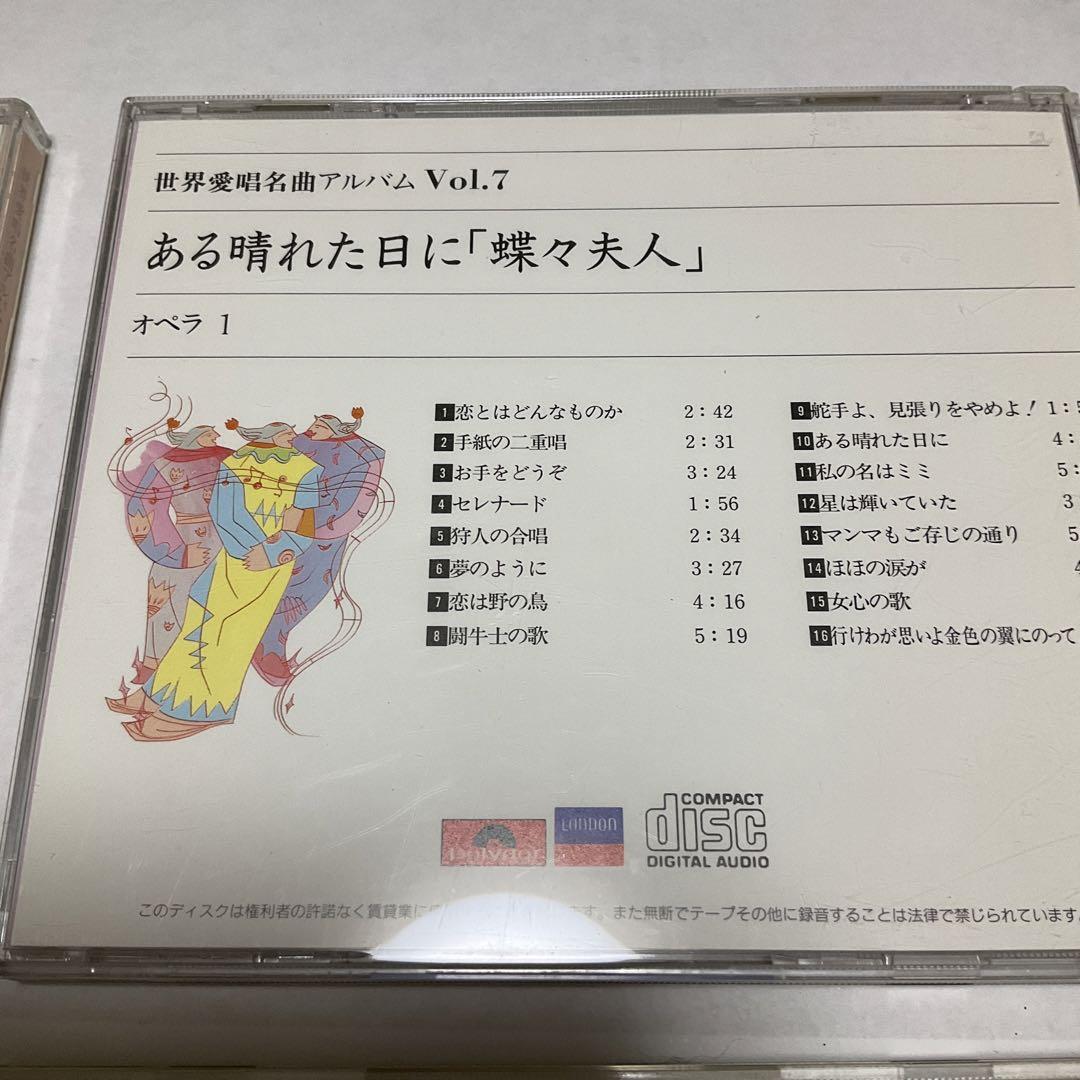 世界愛唱名曲アルバム Vol.7
ある晴れた日に「蝶々夫人」
オペラ 1
1 恋とはどんなものか 2:42
2 手紙の二重唱 2:31
3 お手をどうぞ 3:24
4 セレナード 1:56
5 狩人の合唱 2:34
6 夢のように 3:27
7 恋は野の鳥 4:16
8 闘牛士の歌 5:19
9 舵手よ、見張りをやめよ! 1:5
10 ある晴れた日に 4:
11 私の名はミミ 5:
12 星は輝いていた 3
13 マンマもご存じの通り 5
14 ほほの涙が
15 女心の歌
16 行けわが思いよ金色の翼にのって
polydor
LONDON
COMPACT
disc
DIGITAL AUDIO
このディスクは権利者の許諾なく賃貸業に ます。また無断でテープその他に録音することは法律で禁じられています。